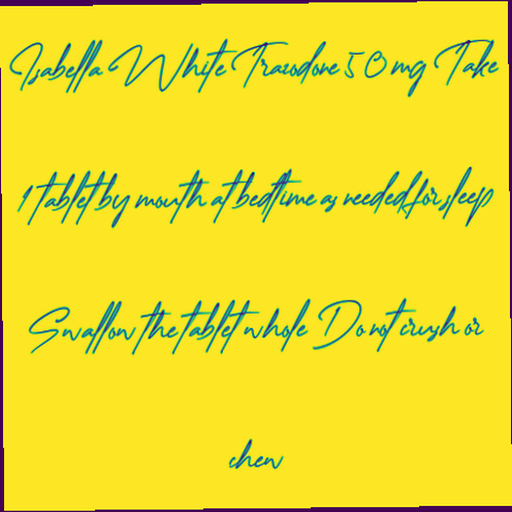 Isabella White Trazodone 50 mg Take
1 tablet by mouth at bedtime as needed for sleep
Swallow the tablet whole Do not crush or
chew